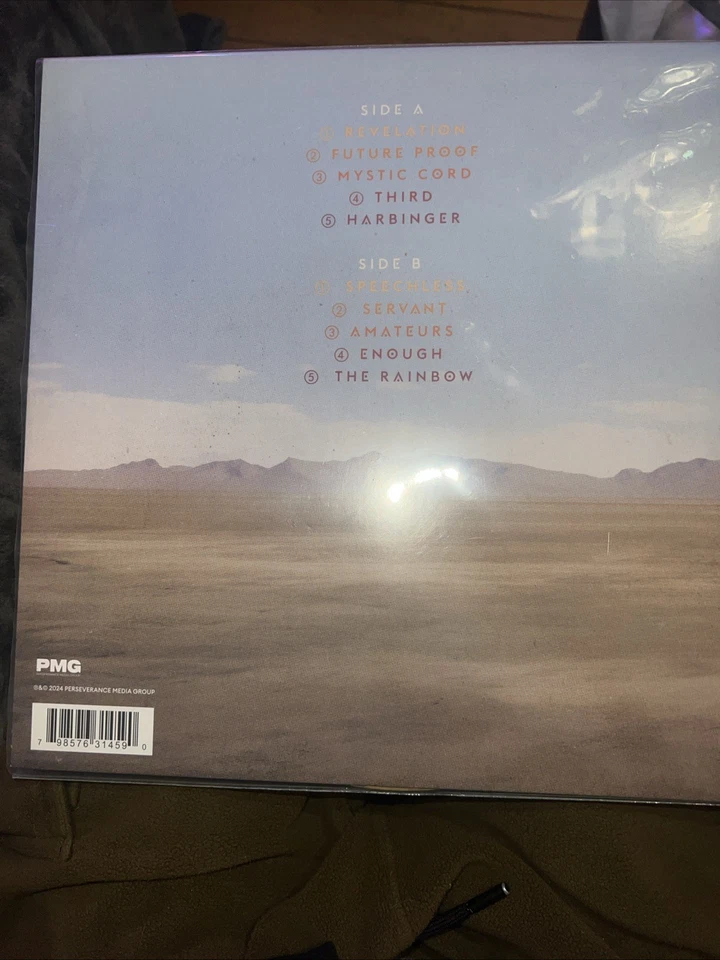 SIDE A
① REVELATION
② FUTURE PROOF
③ MYSTIC CORD
④ THIRD
⑤ HARBINGER
SIDE B
① SPEECHLESS
② SERVANT
③ AMATEURS
④ ENOUGH
⑤ THE RAINBOW
PMG
℗&© 2024 PERSEVERANCE MEDIA GROUP
7 98576 31459 0